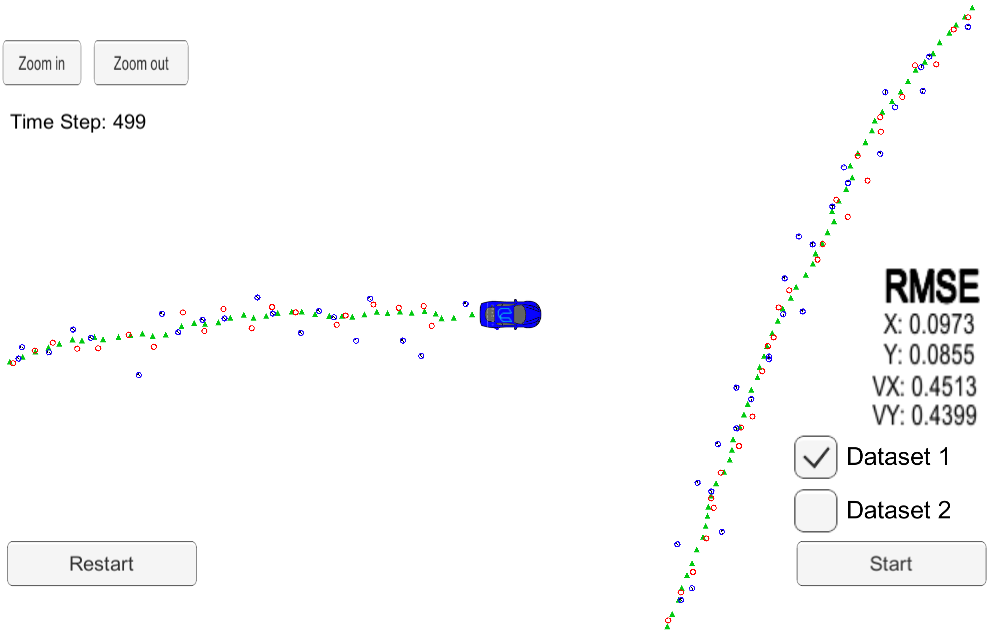 Zoom in
Zoom out
Time Step: 499
RMSE
X: 0.0973
Y: 0.0855
VX: 0.4513
VY: 0.4399
Dataset 1
Dataset 2
Restart
Start